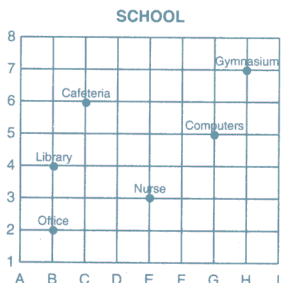 SCHOOL
8
7
Gymnasium
6
Cafeteria
5
Computers
4
Library
3
Nurse
2
Office
1
A B C D E F G H I